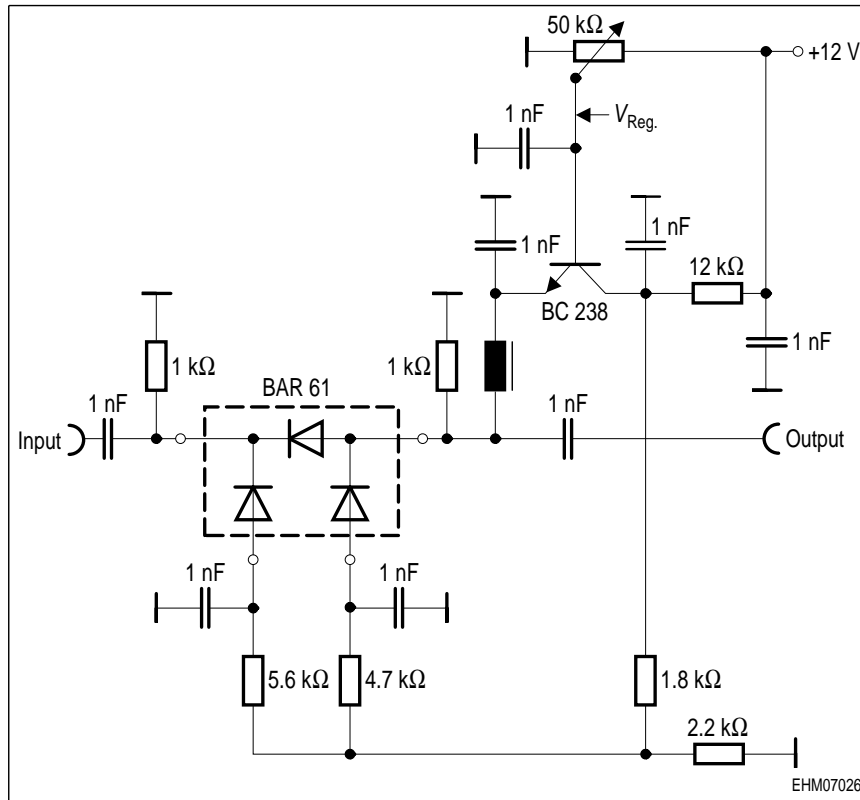 50 kΩ
+12 V
1 nF
V Reg.
1 nF
1 nF
12 kΩ
BC 238
1 kΩ
1 kΩ
1 nF
BAR 61
1 nF
1 nF
Input
Output
1 nF
1 nF
5.6 kΩ
4.7 kΩ
1.8 kΩ
2.2 kΩ
EHM07026